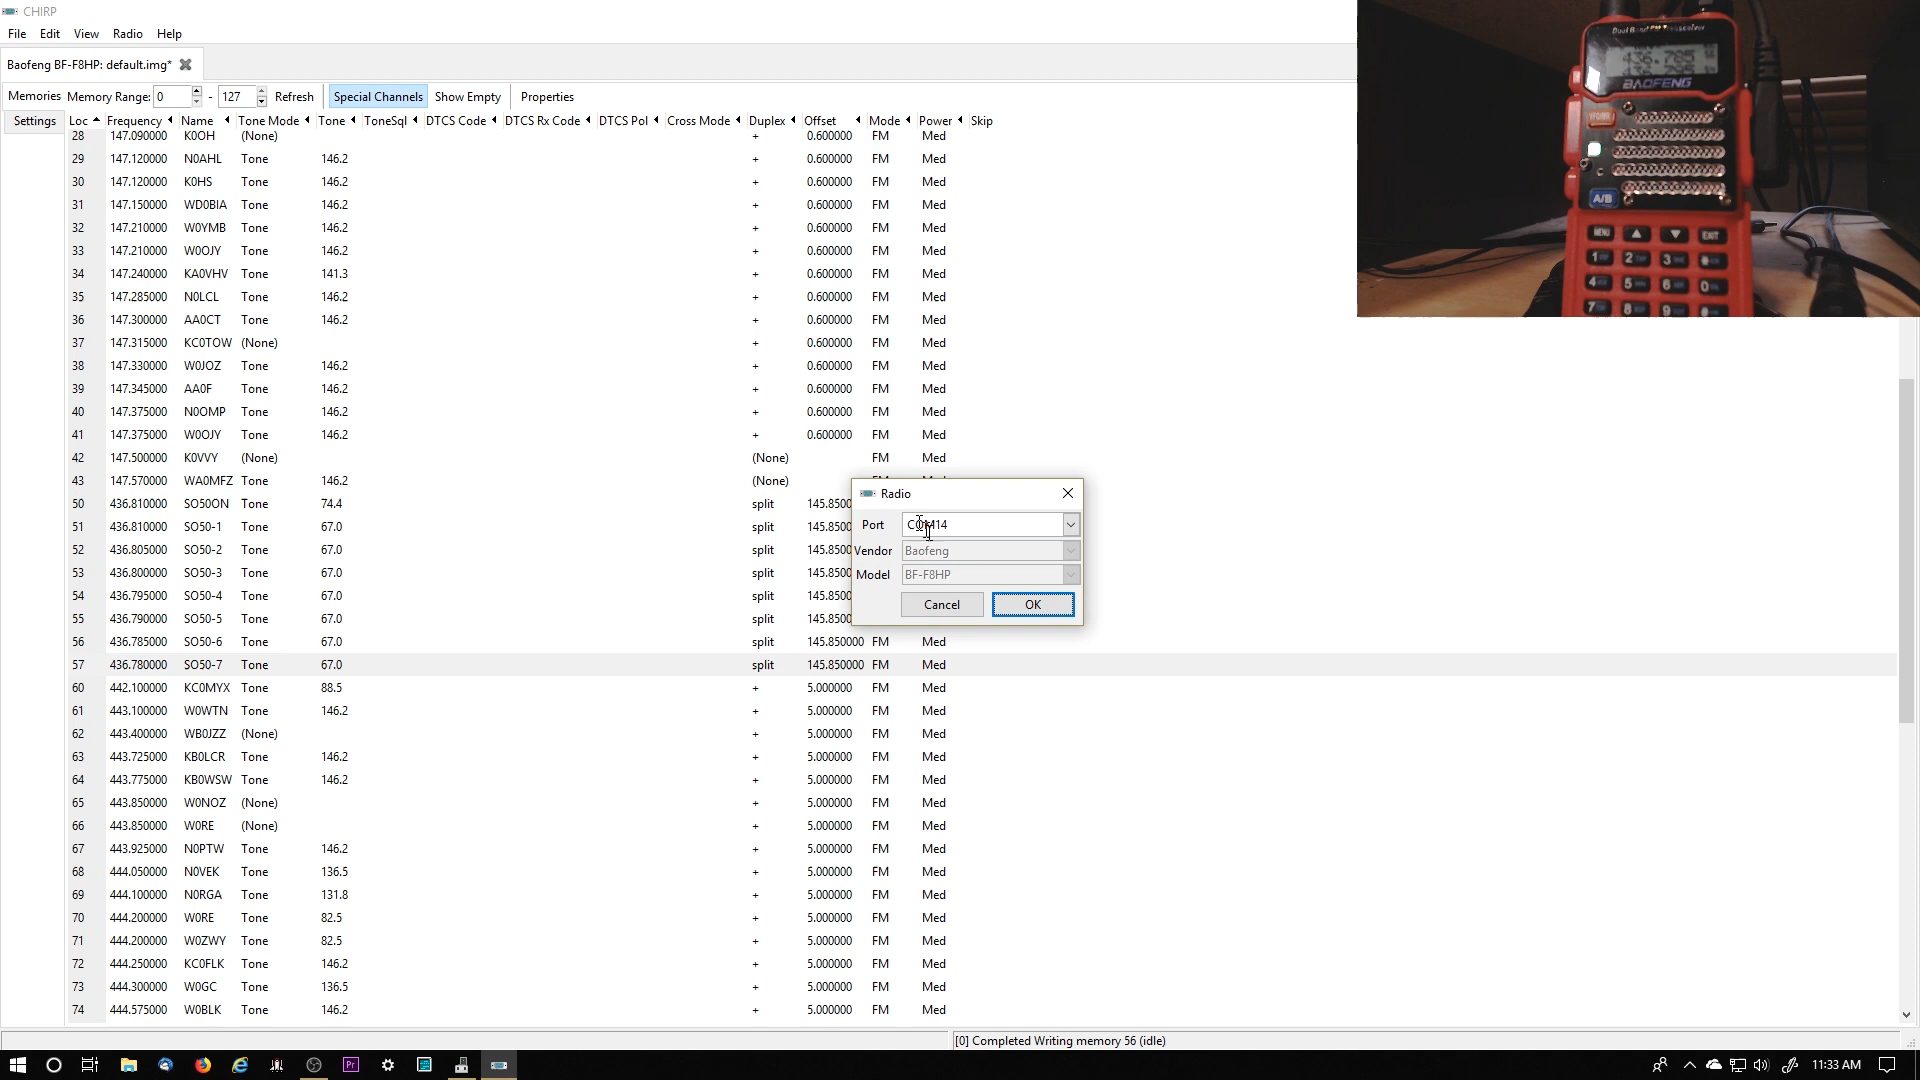 CHIRP
File Edit View Radio Help
Baofeng BF-F8HP: default.img*
Memories Memory Range: 0 - 127 Refresh Special Channels Show Empty Properties
Settings
Loc Frequency Name Tone Mode Tone ToneSql DTCS Code DTCS Rx Code DTCS Pol Cross Mode Duplex Offset Mode Power Skip
28 147.090000 K0OH (None) + 0.600000 FM Med
29 147.120000 N0AHL Tone 146.2 + 0.600000 FM Med
30 147.120000 K0HS Tone 146.2 + 0.600000 FM Med
31 147.150000 WD0BIA Tone 146.2 + 0.600000 FM Med
32 147.210000 W0YMB Tone 146.2 + 0.600000 FM Med
33 147.210000 W0OJY Tone 146.2 + 0.600000 FM Med
34 147.240000 KA0VHV Tone 141.3 + 0.600000 FM Med
35 147.285000 N0LCL Tone 146.2 + 0.600000 FM Med
36 147.300000 AA0CT Tone 146.2 + 0.600000 FM Med
37 147.315000 KC0TOW (None) + 0.600000 FM Med
38 147.330000 W0JOZ Tone 146.2 + 0.600000 FM Med
39 147.345000 AA0F Tone 146.2 + 0.600000 FM Med
40 147.375000 N0OMP Tone 146.2 + 0.600000 FM Med
41 147.375000 W0OJY Tone 146.2 + 0.600000 FM Med
42 147.500000 K0VVY (None) (None) FM Med
43 147.570000 WA0MFZ Tone 146.2 (None)
50 436.810000 SO50ON Tone 74.4 split 145.8500
51 436.810000 SO50-1 Tone 67.0 split 145.8500
52 436.805000 SO50-2 Tone 67.0 split 145.8500
53 436.800000 SO50-3 Tone 67.0 split 145.8500
54 436.795000 SO50-4 Tone 67.0 split 145.8500
55 436.790000 SO50-5 Tone 67.0 split 145.8500
56 436.785000 SO50-6 Tone 67.0 split 145.850000 FM Med
57 436.780000 SO50-7 Tone 67.0 split 145.850000 FM Med
60 442.100000 KC0MYX Tone 88.5 + 5.000000 FM Med
61 443.100000 W0WTN Tone 146.2 + 5.000000 FM Med
62 443.400000 WB0JZZ (None) + 5.000000 FM Med
63 443.725000 KB0LCR Tone 146.2 + 5.000000 FM Med
64 443.775000 KB0WSW Tone 146.2 + 5.000000 FM Med
65 443.850000 W0NOZ (None) + 5.000000 FM Med
66 443.850000 W0RE (None) + 5.000000 FM Med
67 443.925000 N0PTW Tone 146.2 + 5.000000 FM Med
68 444.050000 N0VEK Tone 136.5 + 5.000000 FM Med
69 444.100000 N0RGA Tone 131.8 + 5.000000 FM Med
70 444.200000 W0RE Tone 82.5 + 5.000000 FM Med
71 444.200000 W0ZWY Tone 82.5 + 5.000000 FM Med
72 444.250000 KC0FLK Tone 146.2 + 5.000000 FM Med
73 444.300000 W0GC Tone 136.5 + 5.000000 FM Med
74 444.575000 W0BLK Tone 146.2 + 5.000000 FM Med
Radio
Port COM14
Vendor Baofeng
Model BF-F8HP
Cancel OK
Dual Band FM Transceiver
BAOFENG
A/B
MENU EXIT
1 2 3
4 5 6 0
7 8 9
[0] Completed Writing memory 56 (idle)
Pr
11:33 AM